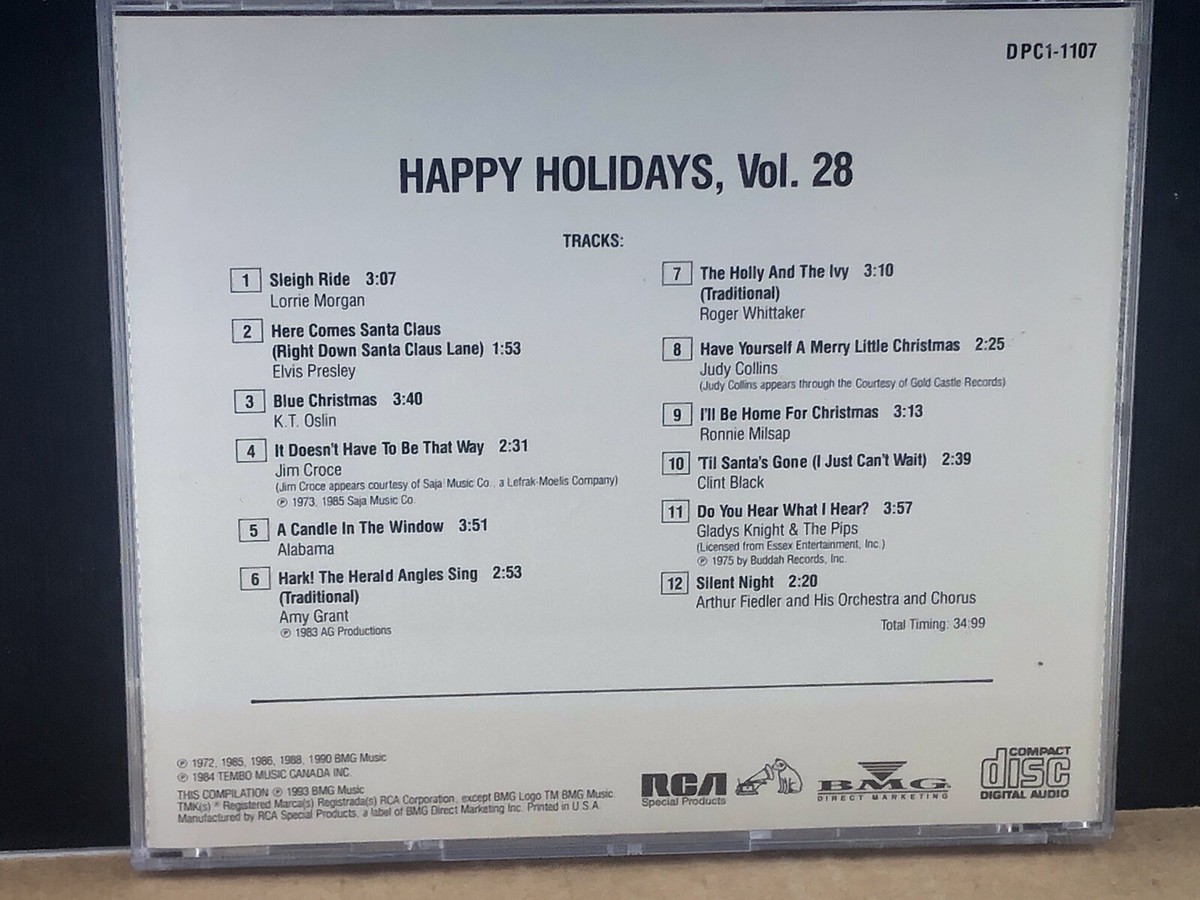 DPC1-1107
HAPPY HOLIDAYS, Vol. 28
TRACKS:
1 Sleigh Ride 3:07
Lorrie Morgan
2 Here Comes Santa Claus
(Right Down Santa Claus Lane) 1:53
Elvis Presley
3 Blue Christmas 3:40
K.T. Oslin
4 It Doesn't Have To Be That Way 2:31
Jim Croce
(Jim Croce appears courtesy of Saja Music Co., a Lefrak-Moelis Company)
℗ 1973, 1985 Saja Music Co.
5 A Candle In The Window 3:51
Alabama
6 Hark! The Herald Angles Sing 2:53
(Traditional)
Amy Grant
℗ 1983 AG Productions
7 The Holly And The Ivy 3:10
(Traditional)
Roger Whittaker
8 Have Yourself A Merry Little Christmas 2:25
Judy Collins
(Judy Collins appears through the Courtesy of Gold Castle Records)
9 I'll Be Home For Christmas 3:13
Ronnie Milsap
10 'Til Santa's Gone (I Just Can't Wait) 2:39
Clint Black
11 Do You Hear What I Hear? 3:57
Gladys Knight & The Pips
(Licensed from Essex Entertainment, Inc.)
℗ 1975 by Buddah Records, Inc.
12 Silent Night 2:20
Arthur Fiedler and His Orchestra and Chorus
Total Timing: 34:99
℗ 1972, 1985, 1986, 1988, 1990 BMG Music
℗ 1984 TEMBO MUSIC CANADA INC.
THIS COMPILATION ℗ 1993 BMG Music
TMK(s) ® Registered Marca(s) Registrada(s) RCA Corporation, except BMG Logo TM BMG Music
Manufactured by RCA Special Products, a label of BMG Direct Marketing Inc. Printed in U.S.A.
RCA
Special Products
BMG
DIRECT MARKETING
COMPACT
disc
DIGITAL AUDIO